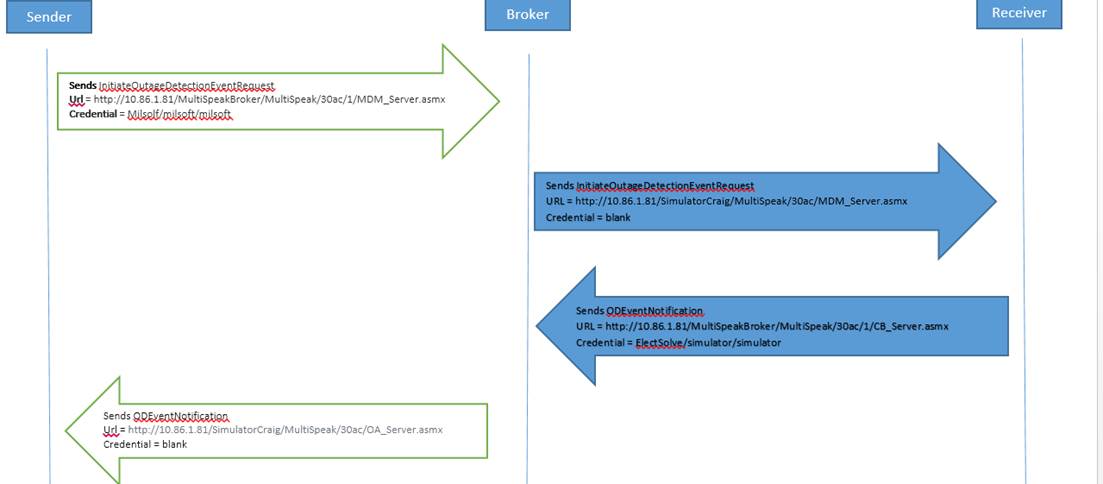 Sender
Broker
Receiver
Sends InitiateOutageDetectionEventRequest
Url = http://10.86.1.81/MultiSpeakBroker/MultiSpeak/30ac/1/MDM_Server.asmx
Credential = Milsolf/milsoft/milsoft
Sends InitiateOutageDetectionEventRequest
URL = http://10.86.1.81/SimulatorCraig/MultiSpeak/30ac/MDM_Server.asmx
Credential = blank
Sends ODEventNotification
URL = http://10.86.1.81/MultiSpeakBroker/MultiSpeak/30ac/1/CB_Server.asmx
Credential = ElectSolve/simulator/simulator
Sends ODEventNotification
Url = http://10.86.1.81/SimulatorCraig/MultiSpeak/30ac/OA_Server.asmx
Credential = blank